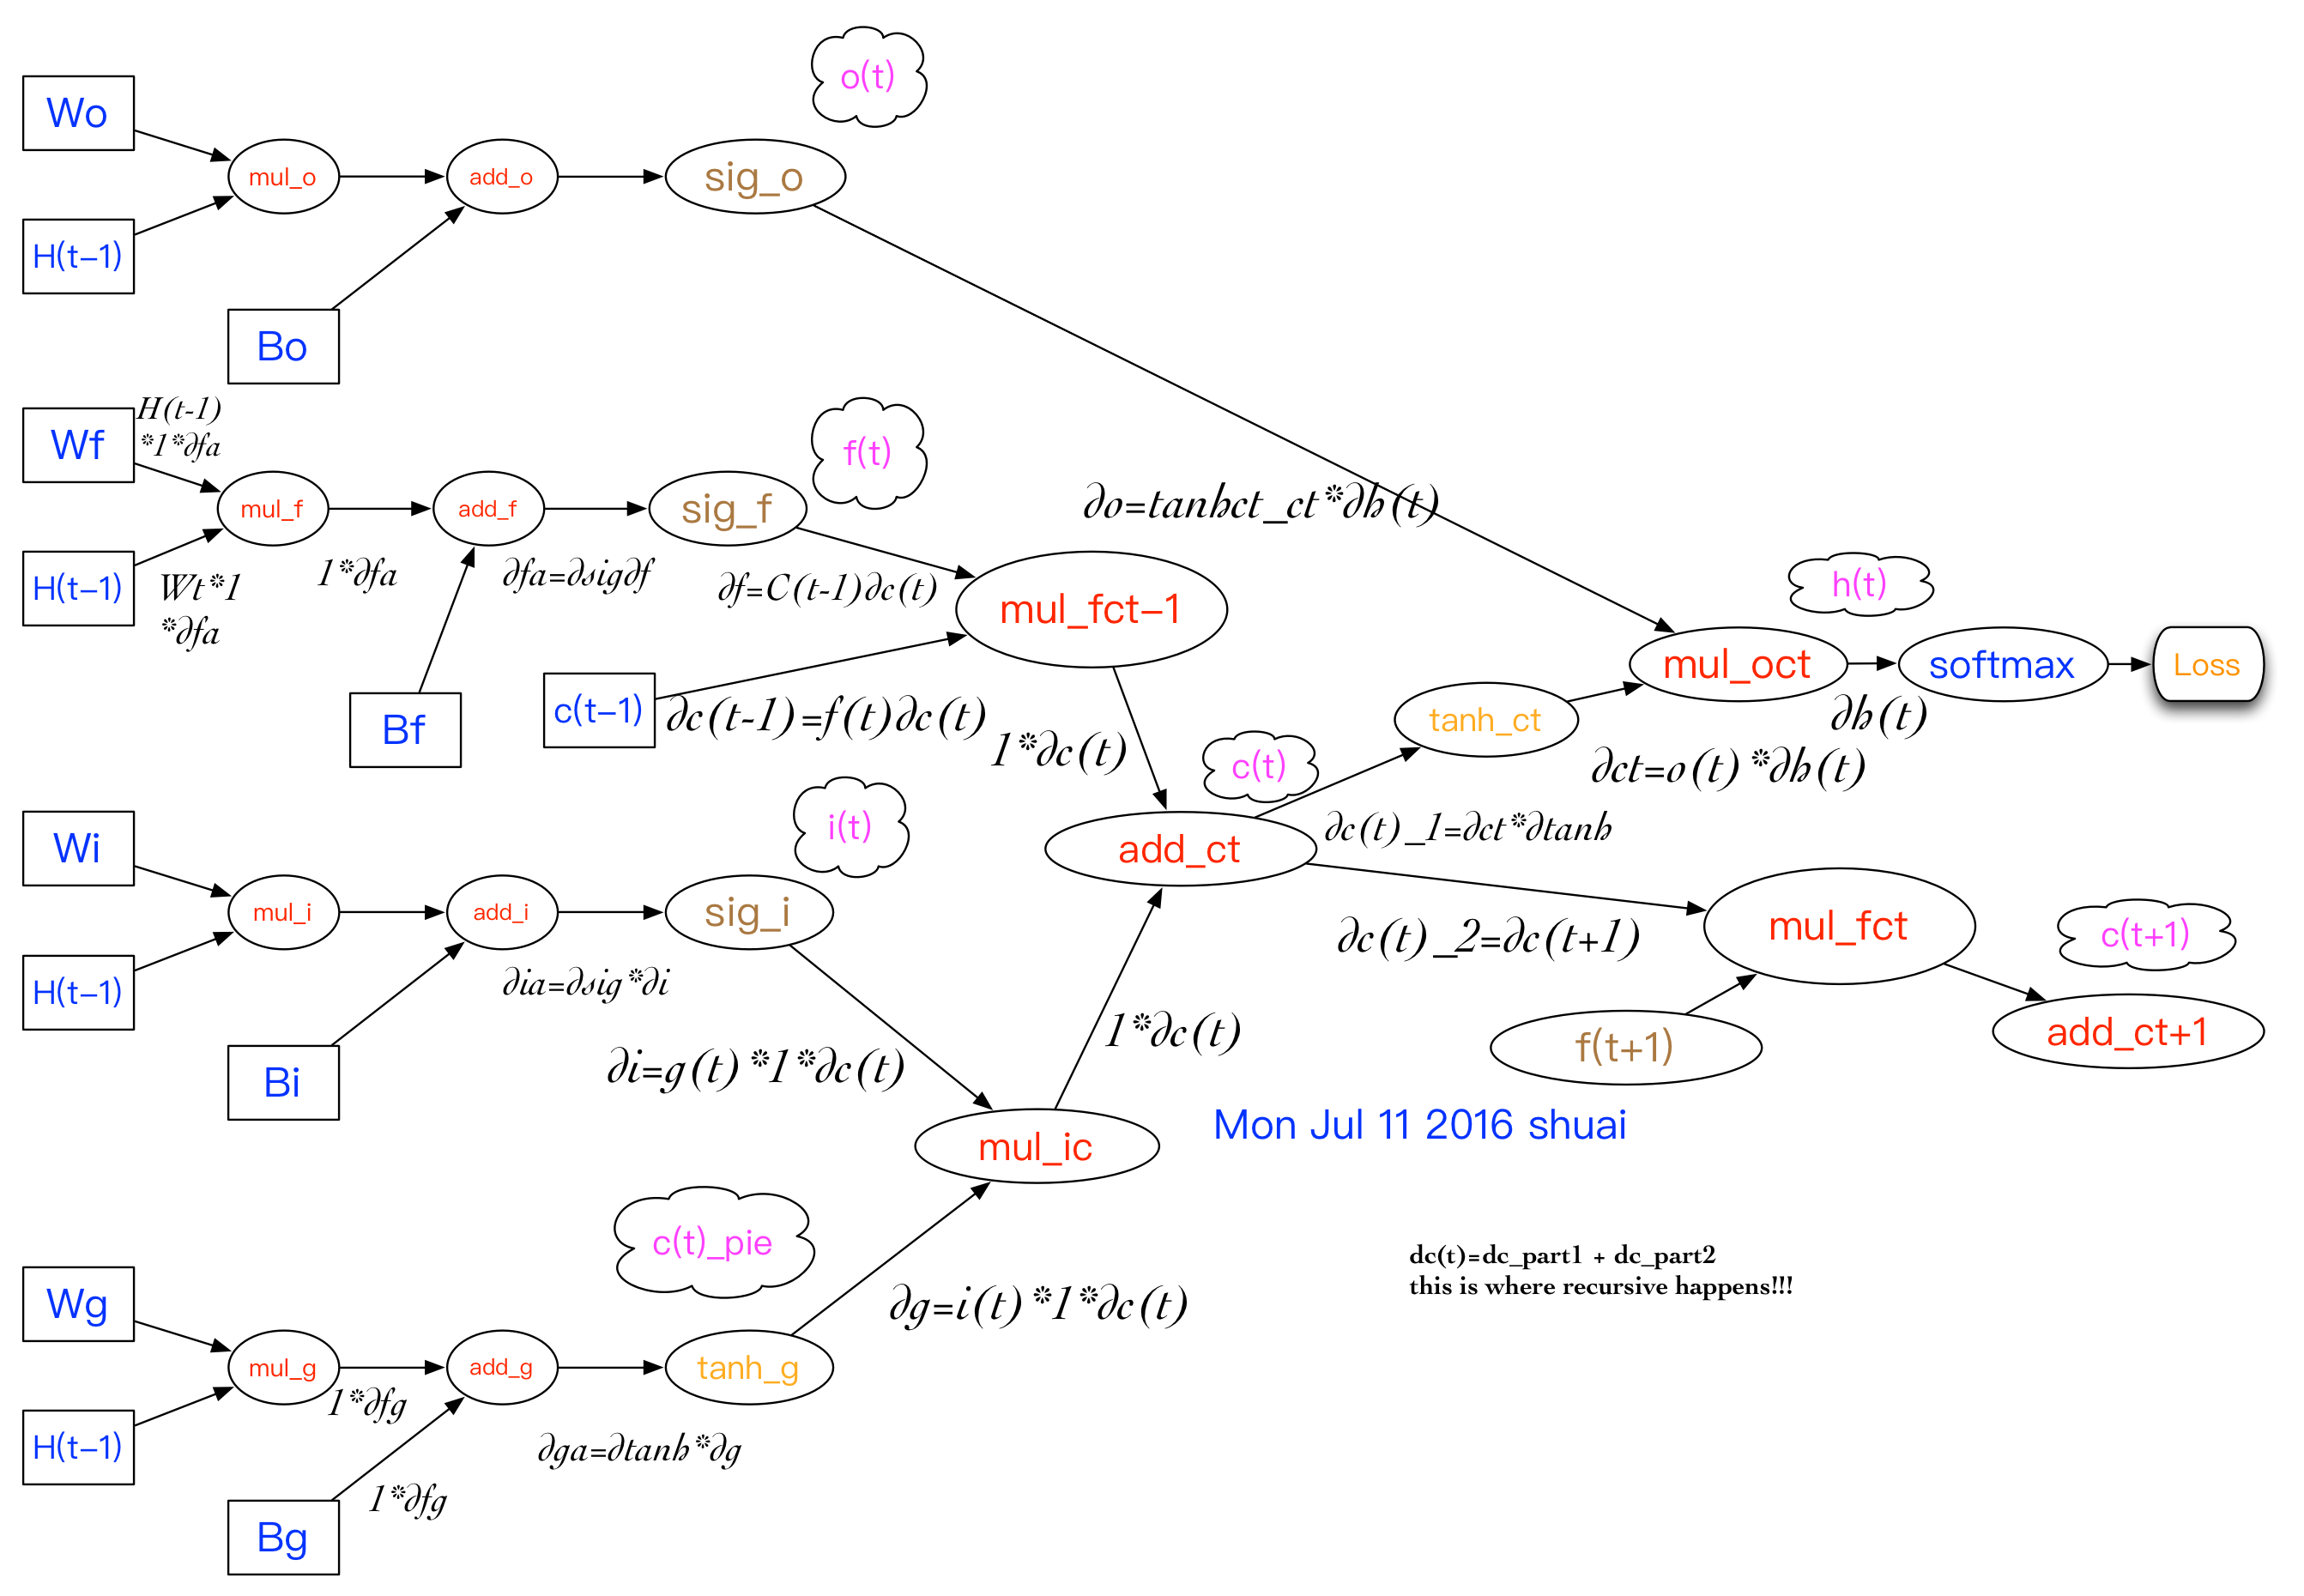 o(t)
Wo
mul_o
add_o
sig_o
H(t-1)
Bo
H(t-1)
*1*∂fa
Wf
f(t)
mul_f
add_f
sig_f
∂o=tanhct_ct*∂h(t)
H(t-1)
Wt*1
*∂fa
1*∂fa
∂fa=∂sig∂f
∂f=C(t-1)∂c(t)
mul_fct-1
h(t)
Bf
c(t-1)
∂c(t-1)=f(t)∂c(t)
1*∂c(t)
mul_oct
softmax
Loss
tanh_ct
∂h(t)
c(t)
∂ct=o(t)*∂h(t)
Wi
i(t)
add_ct
∂c(t)_1=∂ct*∂tanh
mul_i
add_i
sig_i
mul_fct
c(t+1)
∂c(t)_2=∂c(t+1)
H(t-1)
∂ia=∂sig*∂i
1*∂c(t)
f(t+1)
add_ct+1
Bi
∂i=g(t)*1*∂c(t)
mul_ic
Mon Jul 11 2016 shuai
c(t)_pie
dc(t)=dc_part1 + dc_part2
this is where recursive happens!!!
Wg
∂g=i(t)*1*∂c(t)
mul_g
add_g
tanh_g
1*∂fg
H(t-1)
∂ga=∂tanh*∂g
1*∂fg
Bg